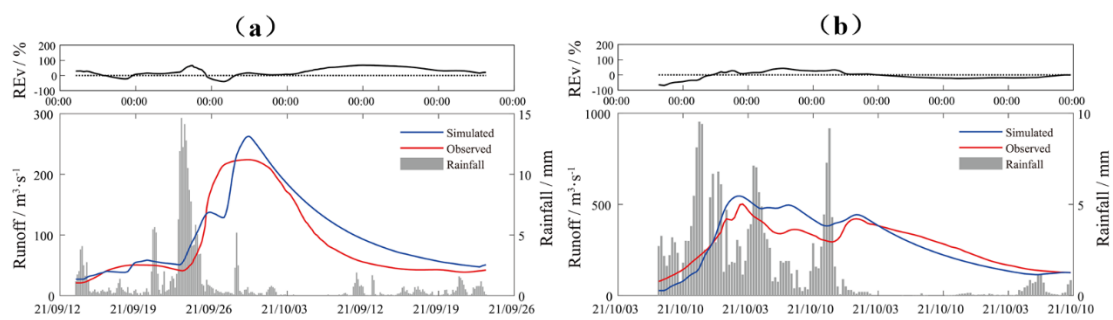 (a)
REv / %
200
100
0
-100
00:00 00:00 00:00 00:00 00:00 00:00 00:00
Runoff / m³·s⁻¹
300
200
100
0
Simulated
Observed
Rainfall
15
10
5
0
Rainfall / mm
21/09/12 21/09/19 21/09/26 21/10/03 21/09/12 21/09/19 21/09/26
(b)
REv / %
200
100
0
-100
00:00 00:00 00:00 00:00 00:00 00:00 00:00
Runoff / m³·s⁻¹
1000
500
0
Simulated
Observed
Rainfall
10
5
0
Rainfall / mm
21/10/03 21/10/10 21/10/03 21/10/10 21/10/03 21/10/03 21/10/10